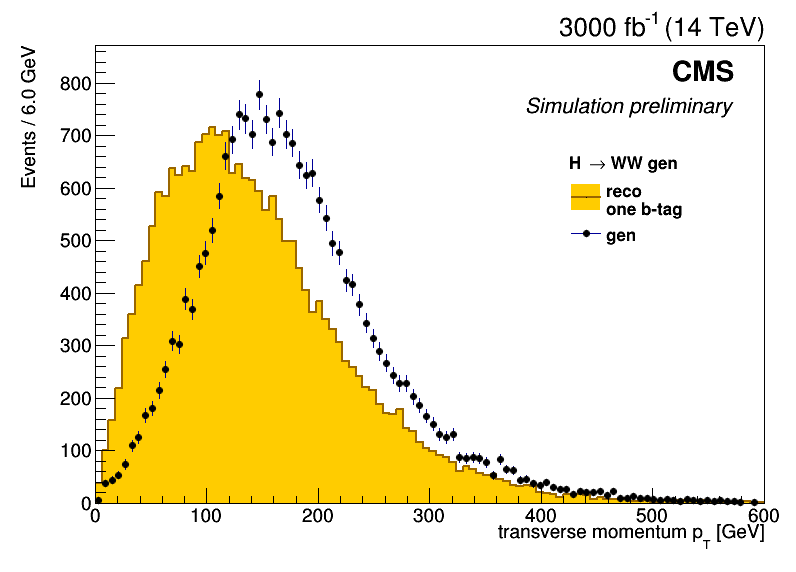 3000 fb⁻¹ (14 TeV)
CMS
Simulation preliminary
H → WW gen
reco
one b-tag
gen
Events / 6.0 GeV
800
700
600
500
400
300
200
100
0
0 100 200 300 400 500 600
transverse momentum p_T [GeV]